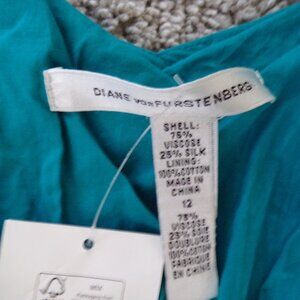 DIANE VON FURSTENBERG
SHELL:
75%
VISCOSE
25% SILK
LINING:
100%COTTON
MADE IN
CHINA
12
75%
VISCOSE
25% SOIE
DOUBLURE
100%COTON
FABRIQUE
EN CHINE
MIX